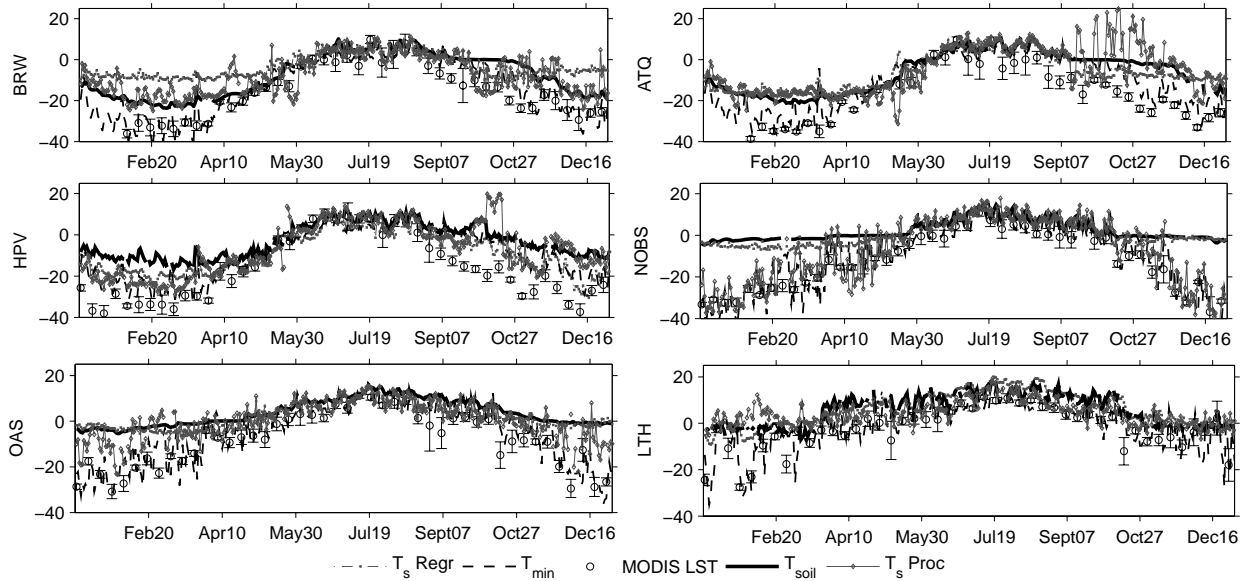 BRW
20
0
−20
−40
Feb20 Apr10 May30 Jul19 Sept07 Oct27 Dec16
ATQ
20
0
−20
−40
Feb20 Apr10 May30 Jul19 Sept07 Oct27 Dec16
HPV
20
0
−20
−40
Feb20 Apr10 May30 Jul19 Sept07 Oct27 Dec16
NOBS
20
0
−20
−40
Feb20 Apr10 May30 Jul19 Sept07 Oct27 Dec16
OAS
20
0
−20
−40
Feb20 Apr10 May30 Jul19 Sept07 Oct27 Dec16
LTH
20
0
−20
−40
Feb20 Apr10 May30 Jul19 Sept07 Oct27 Dec16
Ts Regr Tmin MODIS LST Tsoil Ts Proc